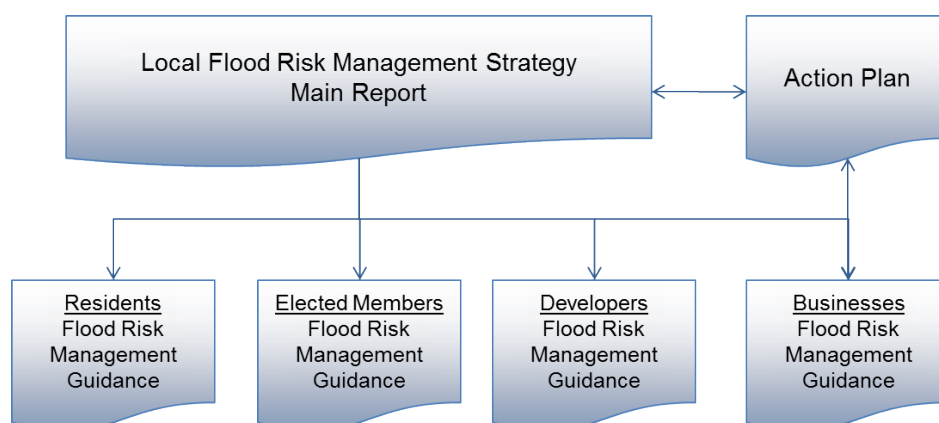 Local Flood Risk Management Strategy
Main Report
Action Plan
Residents
Flood Risk
Management
Guidance
Elected Members
Flood Risk
Management
Guidance
Developers
Flood Risk
Management
Guidance
Businesses
Flood Risk
Management
Guidance